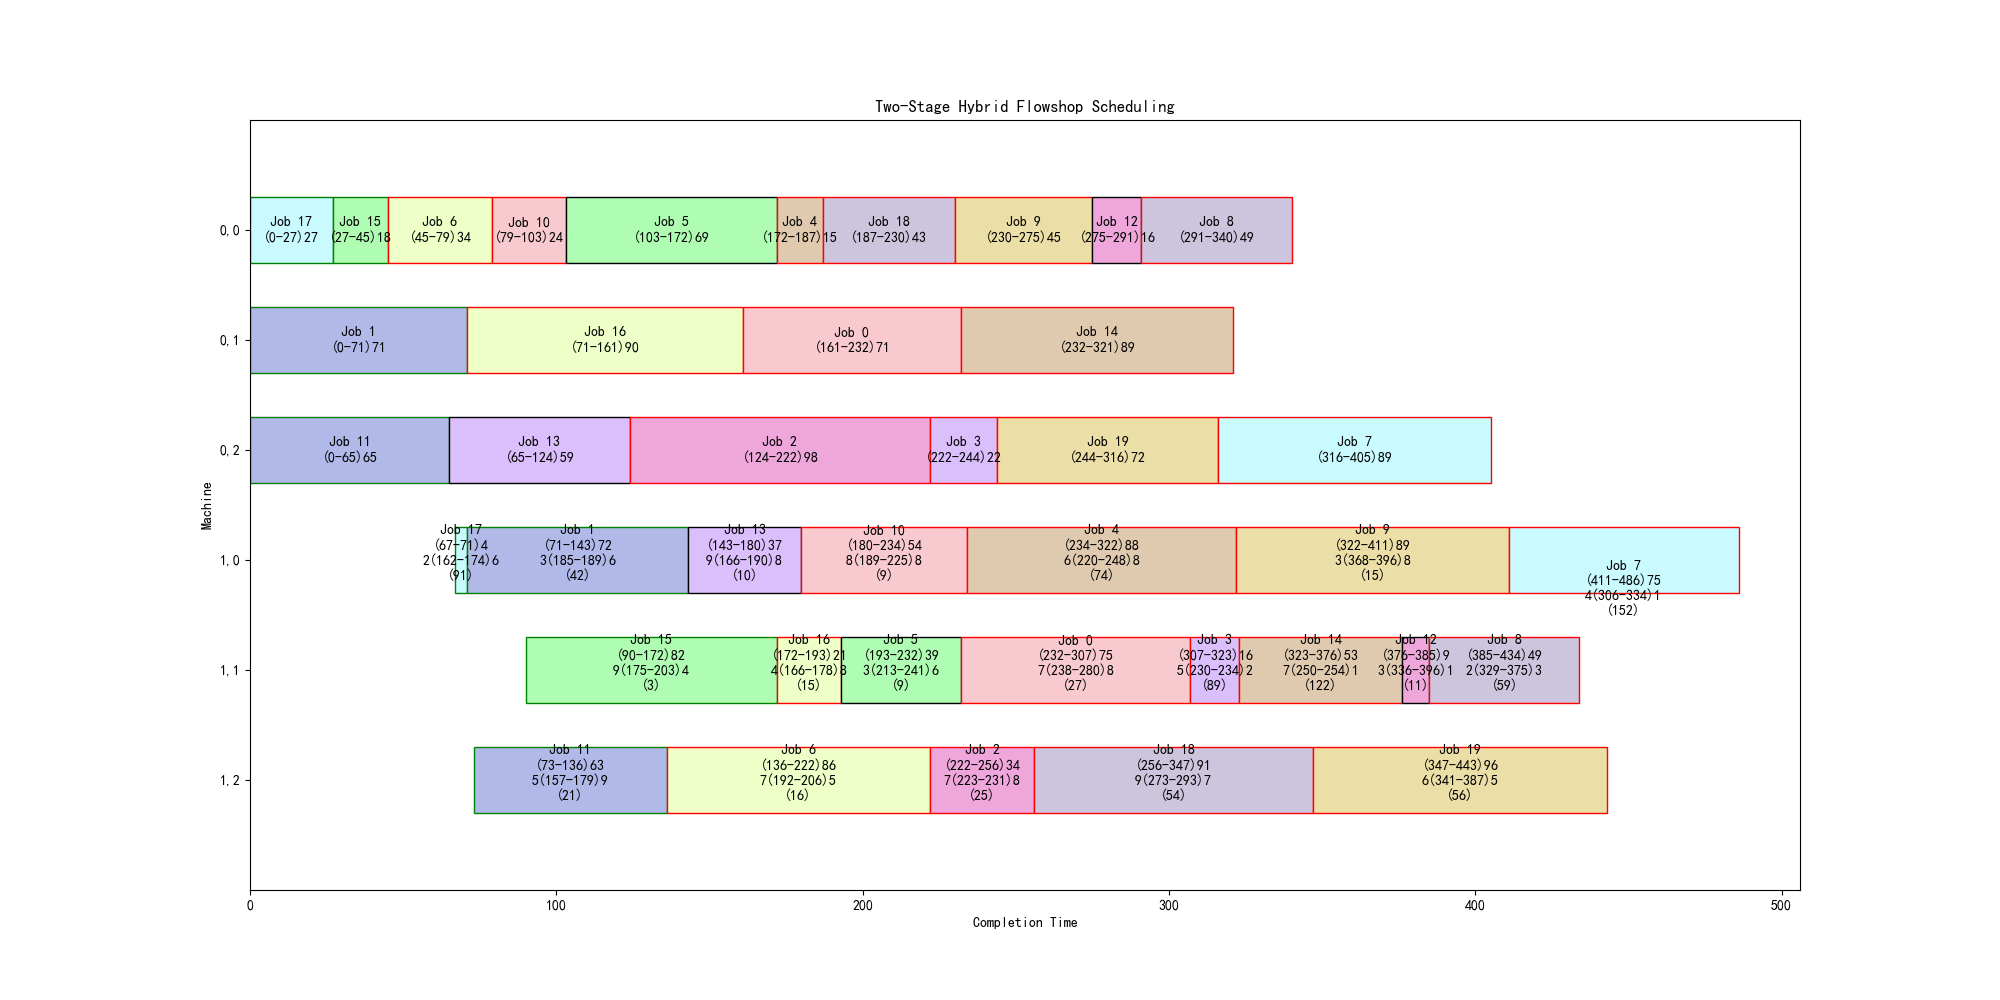 Two-Stage Hybrid Flowshop Scheduling
Machine
0,0
Job 17
(0-27)27
Job 15
(27-45)18
Job 6
(45-79)34
Job 10
(79-103)24
Job 5
(103-172)69
Job 4
(172-187)15
Job 18
(187-230)43
Job 9
(230-275)45
Job 12
(275-291)16
Job 8
(291-340)49
0,1
Job 1
(0-71)71
Job 16
(71-161)90
Job 0
(161-232)71
Job 14
(232-321)89
0,2
Job 11
(0-65)65
Job 13
(65-124)59
Job 2
(124-222)98
Job 3
(222-244)22
Job 19
(244-316)72
Job 7
(316-405)89
1,0
Job 17
(67-71)4
2(162-174)6
(91)
Job 1
(71-143)72
3(185-189)6
(42)
Job 13
(143-180)37
9(166-190)8
(10)
Job 10
(180-234)54
8(189-225)8
(9)
Job 4
(234-322)88
6(220-248)8
(74)
Job 9
(322-411)89
3(368-396)8
(15)
Job 7
(411-486)75
4(306-334)1
(152)
1,1
Job 15
(90-172)82
9(175-203)4
(3)
Job 16
(172-193)21
4(166-178)8
(15)
Job 5
(193-232)39
3(213-241)6
(9)
Job 0
(232-307)75
7(238-280)8
(27)
Job 3
(307-323)16
5(230-234)2
(89)
Job 14
(323-376)53
7(250-254)1
(122)
Job 12
(376-385)9
3(336-396)1
(11)
Job 8
(385-434)49
2(329-375)3
(59)
1,2
Job 11
(73-136)63
5(157-179)9
(21)
Job 6
(136-222)86
7(192-206)5
(16)
Job 2
(222-256)34
7(223-231)8
(25)
Job 18
(256-347)91
9(273-293)7
(54)
Job 19
(347-443)96
6(341-387)5
(56)
0 100 200 300 400 500
Completion Time